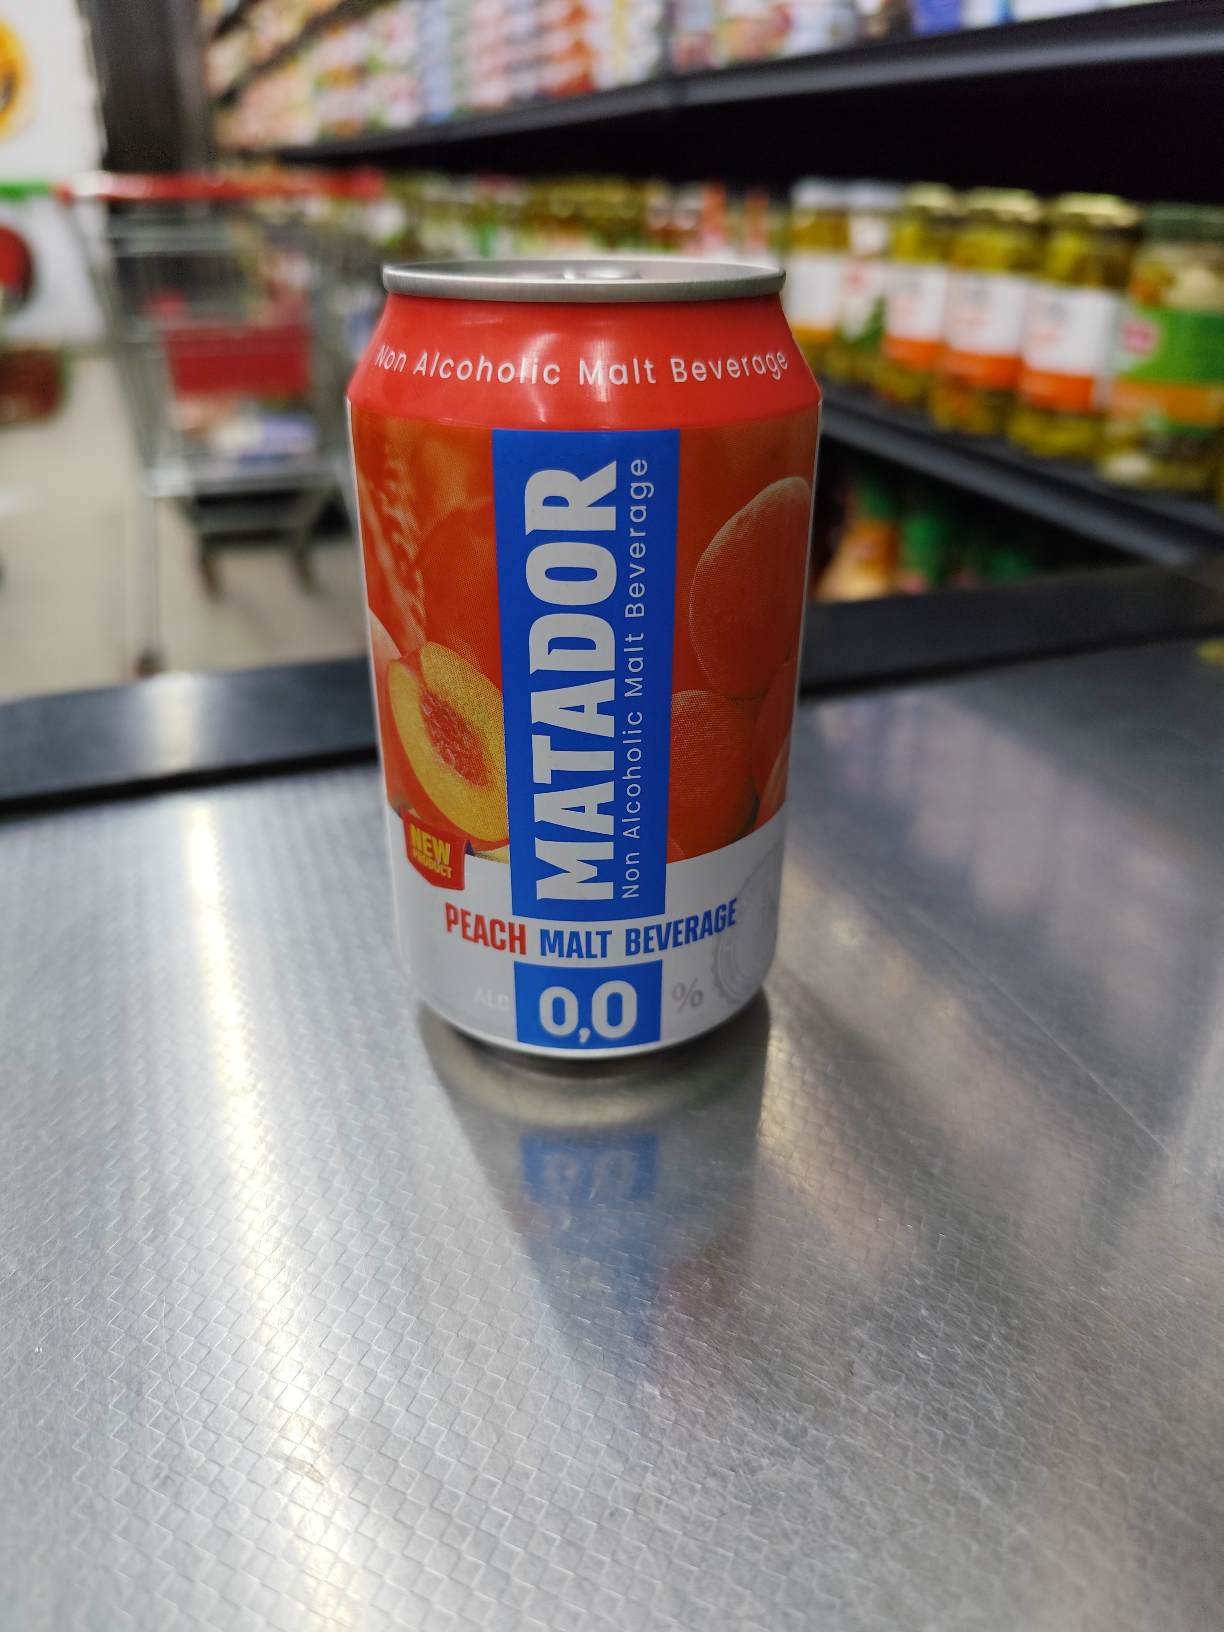 Non Alcoholic Malt Beverage
MATADOR
Non Alcoholic Malt Beverage
NEW
PRODUCT
PEACH MALT BEVERAGE
ALC 0,0 %